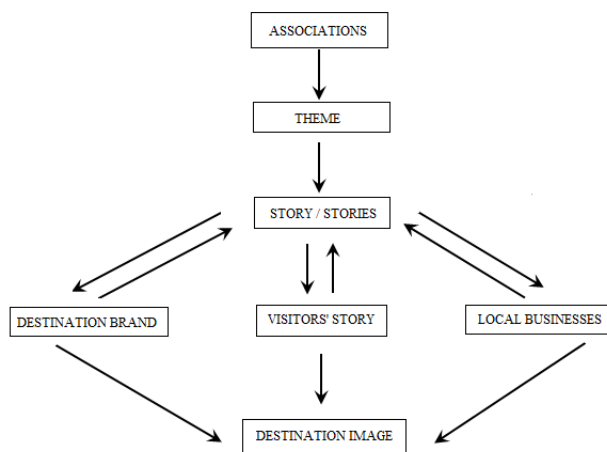 ASSOCIATIONS
THEME
STORY / STORIES
DESTINATION BRAND
VISITORS' STORY
LOCAL BUSINESSES
DESTINATION IMAGE